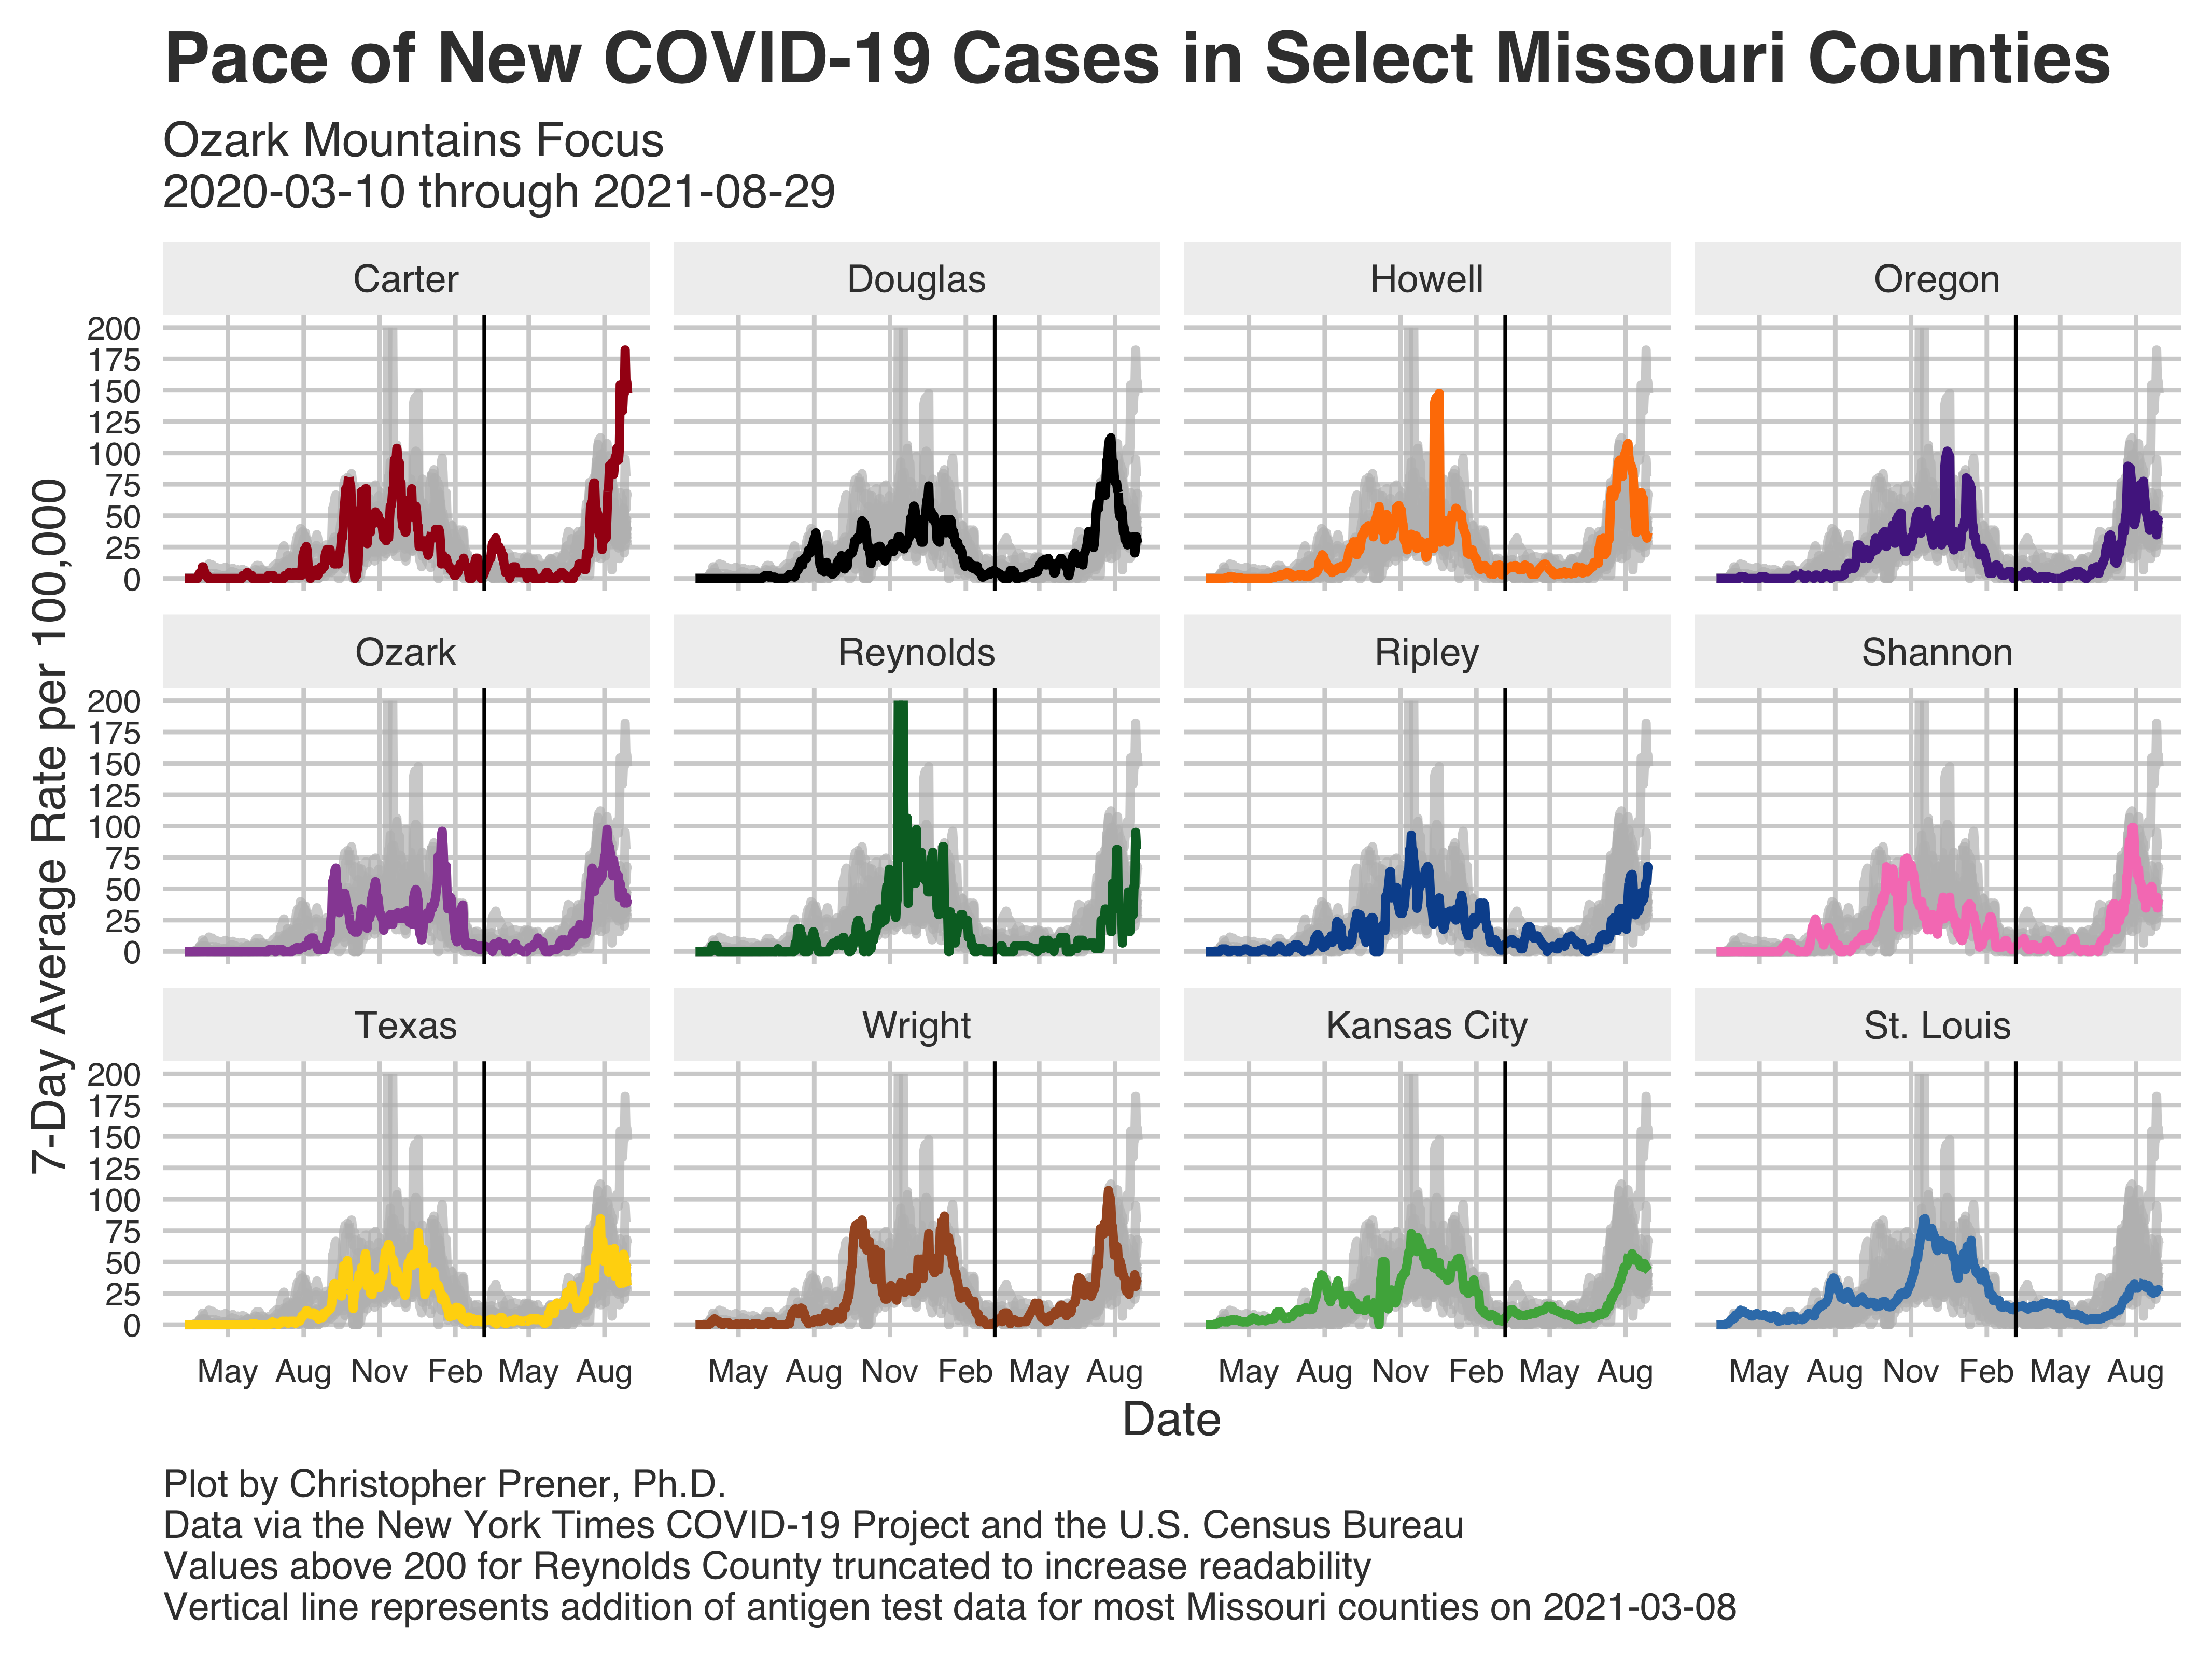 Pace of New COVID-19 Cases in Select Missouri Counties
Ozark Mountains Focus
2020-03-10 through 2021-08-29
7-Day Average Rate per 100,000
Carter
Douglas
Howell
Oregon
200
175
150
125
100
75
50
25
0
Ozark
Reynolds
Ripley
Shannon
200
175
150
125
100
75
50
25
0
Texas
Wright
Kansas City
St. Louis
200
175
150
125
100
75
50
25
0
May Aug Nov Feb May Aug
May Aug Nov Feb May Aug
May Aug Nov Feb May Aug
May Aug Nov Feb May Aug
Date
Plot by Christopher Prener, Ph.D.
Data via the New York Times COVID-19 Project and the U.S. Census Bureau
Values above 200 for Reynolds County truncated to increase readability
Vertical line represents addition of antigen test data for most Missouri counties on 2021-03-08